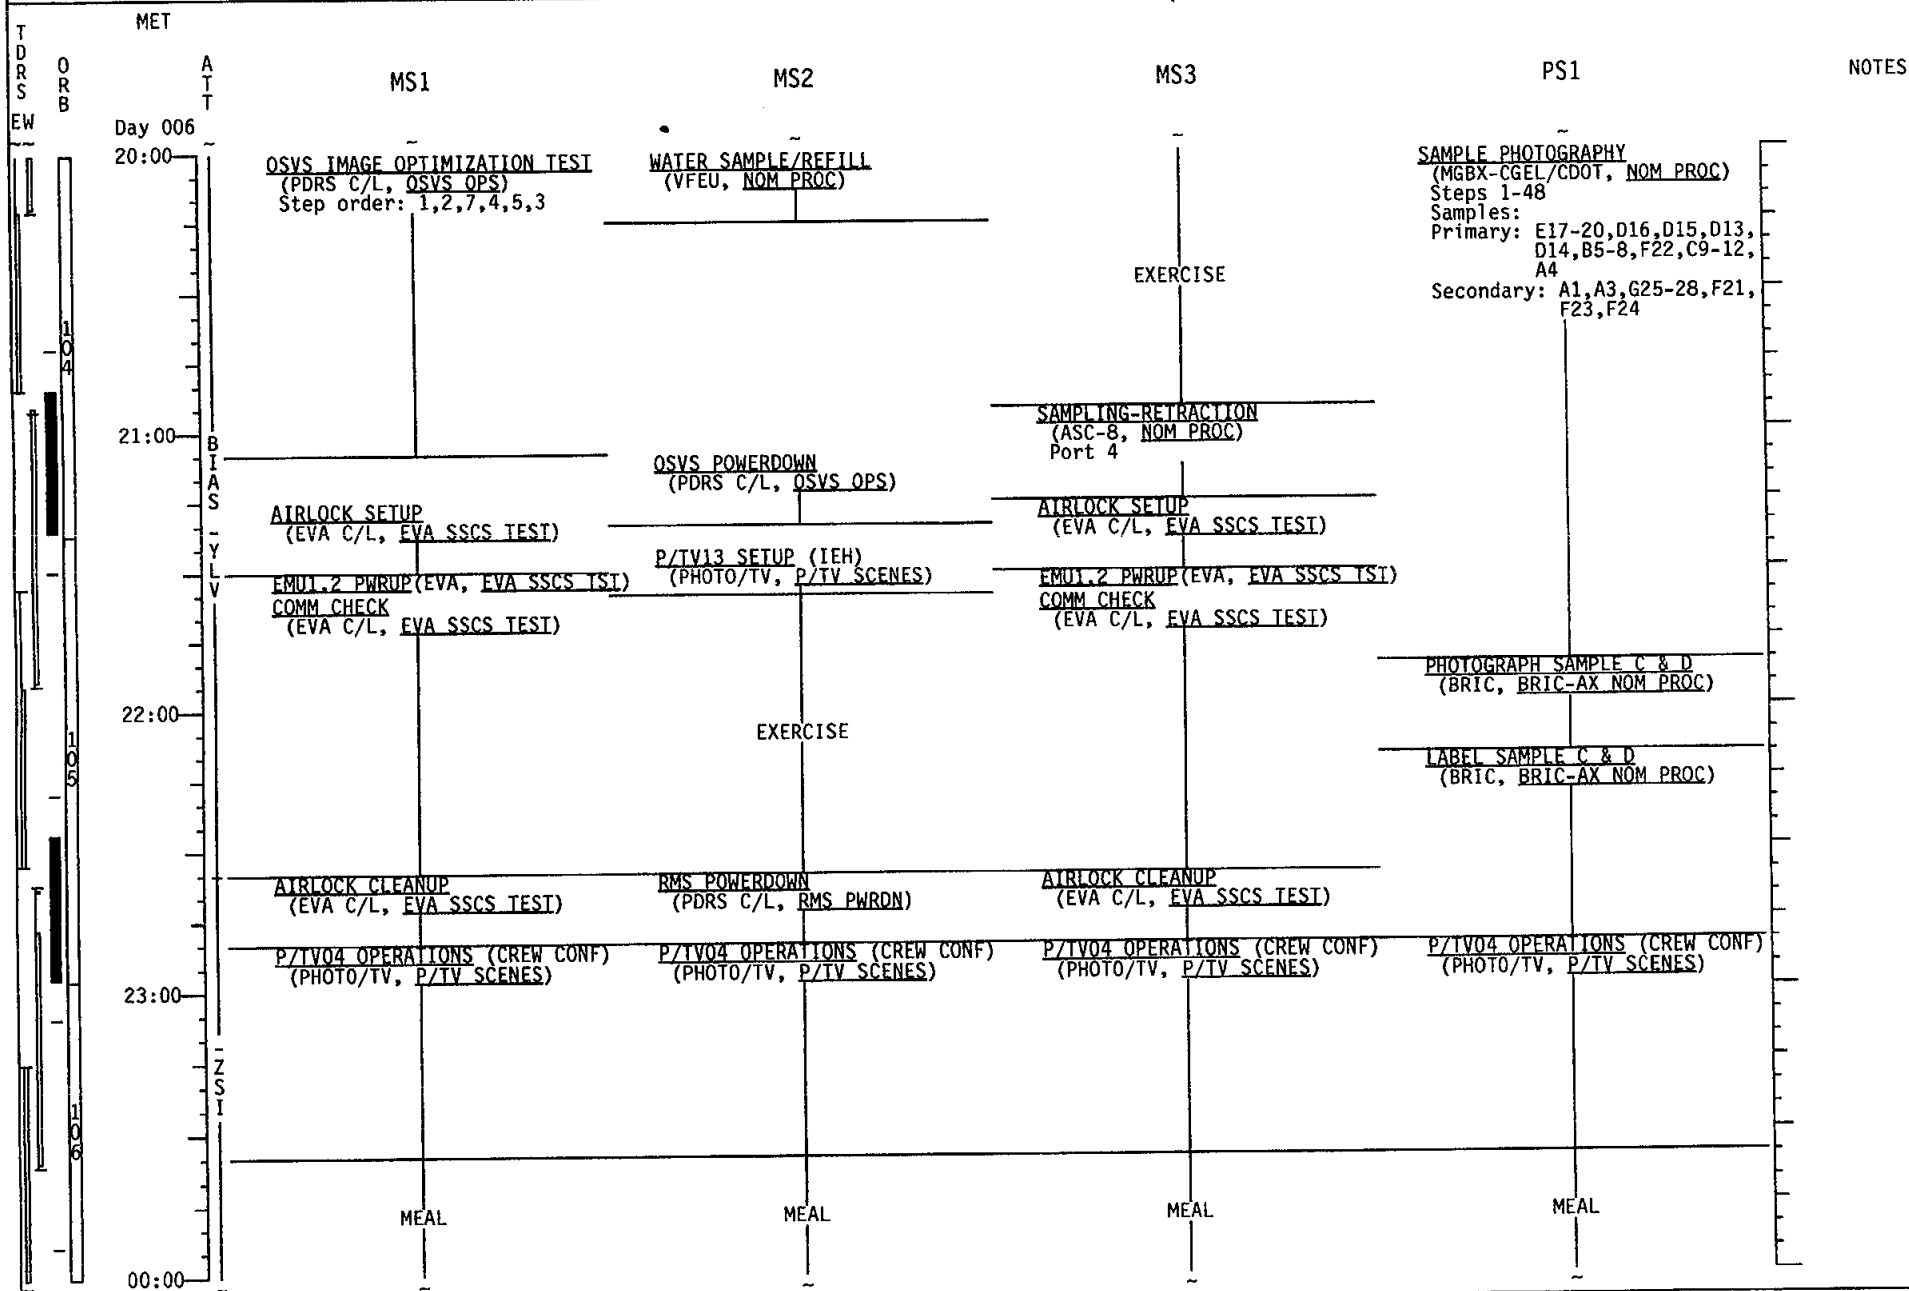 MET
TDRS
ORB
ATT
MS1
MS2
MS3
PS1
NOTES
EW
Day 006
20:00
21:00
22:00
23:00
00:00
104
105
106
BIAS -YLV
-ZSI
OSVS IMAGE OPTIMIZATION TEST
(PDRS C/L, OSVS OPS)
Step order: 1,2,7,4,5,3
AIRLOCK SETUP
(EVA C/L, EVA SSCS TEST)
EMU1,2 PWRUP(EVA, EVA SSCS TST)
COMM CHECK
(EVA C/L, EVA SSCS TEST)
AIRLOCK CLEANUP
(EVA C/L, EVA SSCS TEST)
P/TV04 OPERATIONS (CREW CONF)
(PHOTO/TV, P/TV SCENES)
MEAL
WATER SAMPLE/REFILL
(VFEU, NOM PROC)
OSVS POWERDOWN
(PDRS C/L, OSVS OPS)
P/TV13 SETUP (IEH)
(PHOTO/TV, P/TV SCENES)
EXERCISE
RMS POWERDOWN
(PDRS C/L, RMS PWRDN)
P/TV04 OPERATIONS (CREW CONF)
(PHOTO/TV, P/TV SCENES)
MEAL
EXERCISE
SAMPLING-RETRACTION
(ASC-8, NOM PROC)
Port 4
AIRLOCK SETUP
(EVA C/L, EVA SSCS TEST)
EMU1,2 PWRUP(EVA, EVA SSCS TST)
COMM CHECK
(EVA C/L, EVA SSCS TEST)
AIRLOCK CLEANUP
(EVA C/L, EVA SSCS TEST)
P/TV04 OPERATIONS (CREW CONF)
(PHOTO/TV, P/TV SCENES)
MEAL
SAMPLE PHOTOGRAPHY
(MGBX-CGEL/CDOT, NOM PROC)
Steps 1-48
Samples:
Primary: E17-20,D16,D15,D13,
D14,B5-8,F22,C9-12,
A4
Secondary: A1,A3,G25-28,F21,
F23,F24
PHOTOGRAPH SAMPLE C & D
(BRIC, BRIC-AX NOM PROC)
LABEL SAMPLE C & D
(BRIC, BRIC-AX NOM PROC)
P/TV04 OPERATIONS (CREW CONF)
(PHOTO/TV, P/TV SCENES)
MEAL